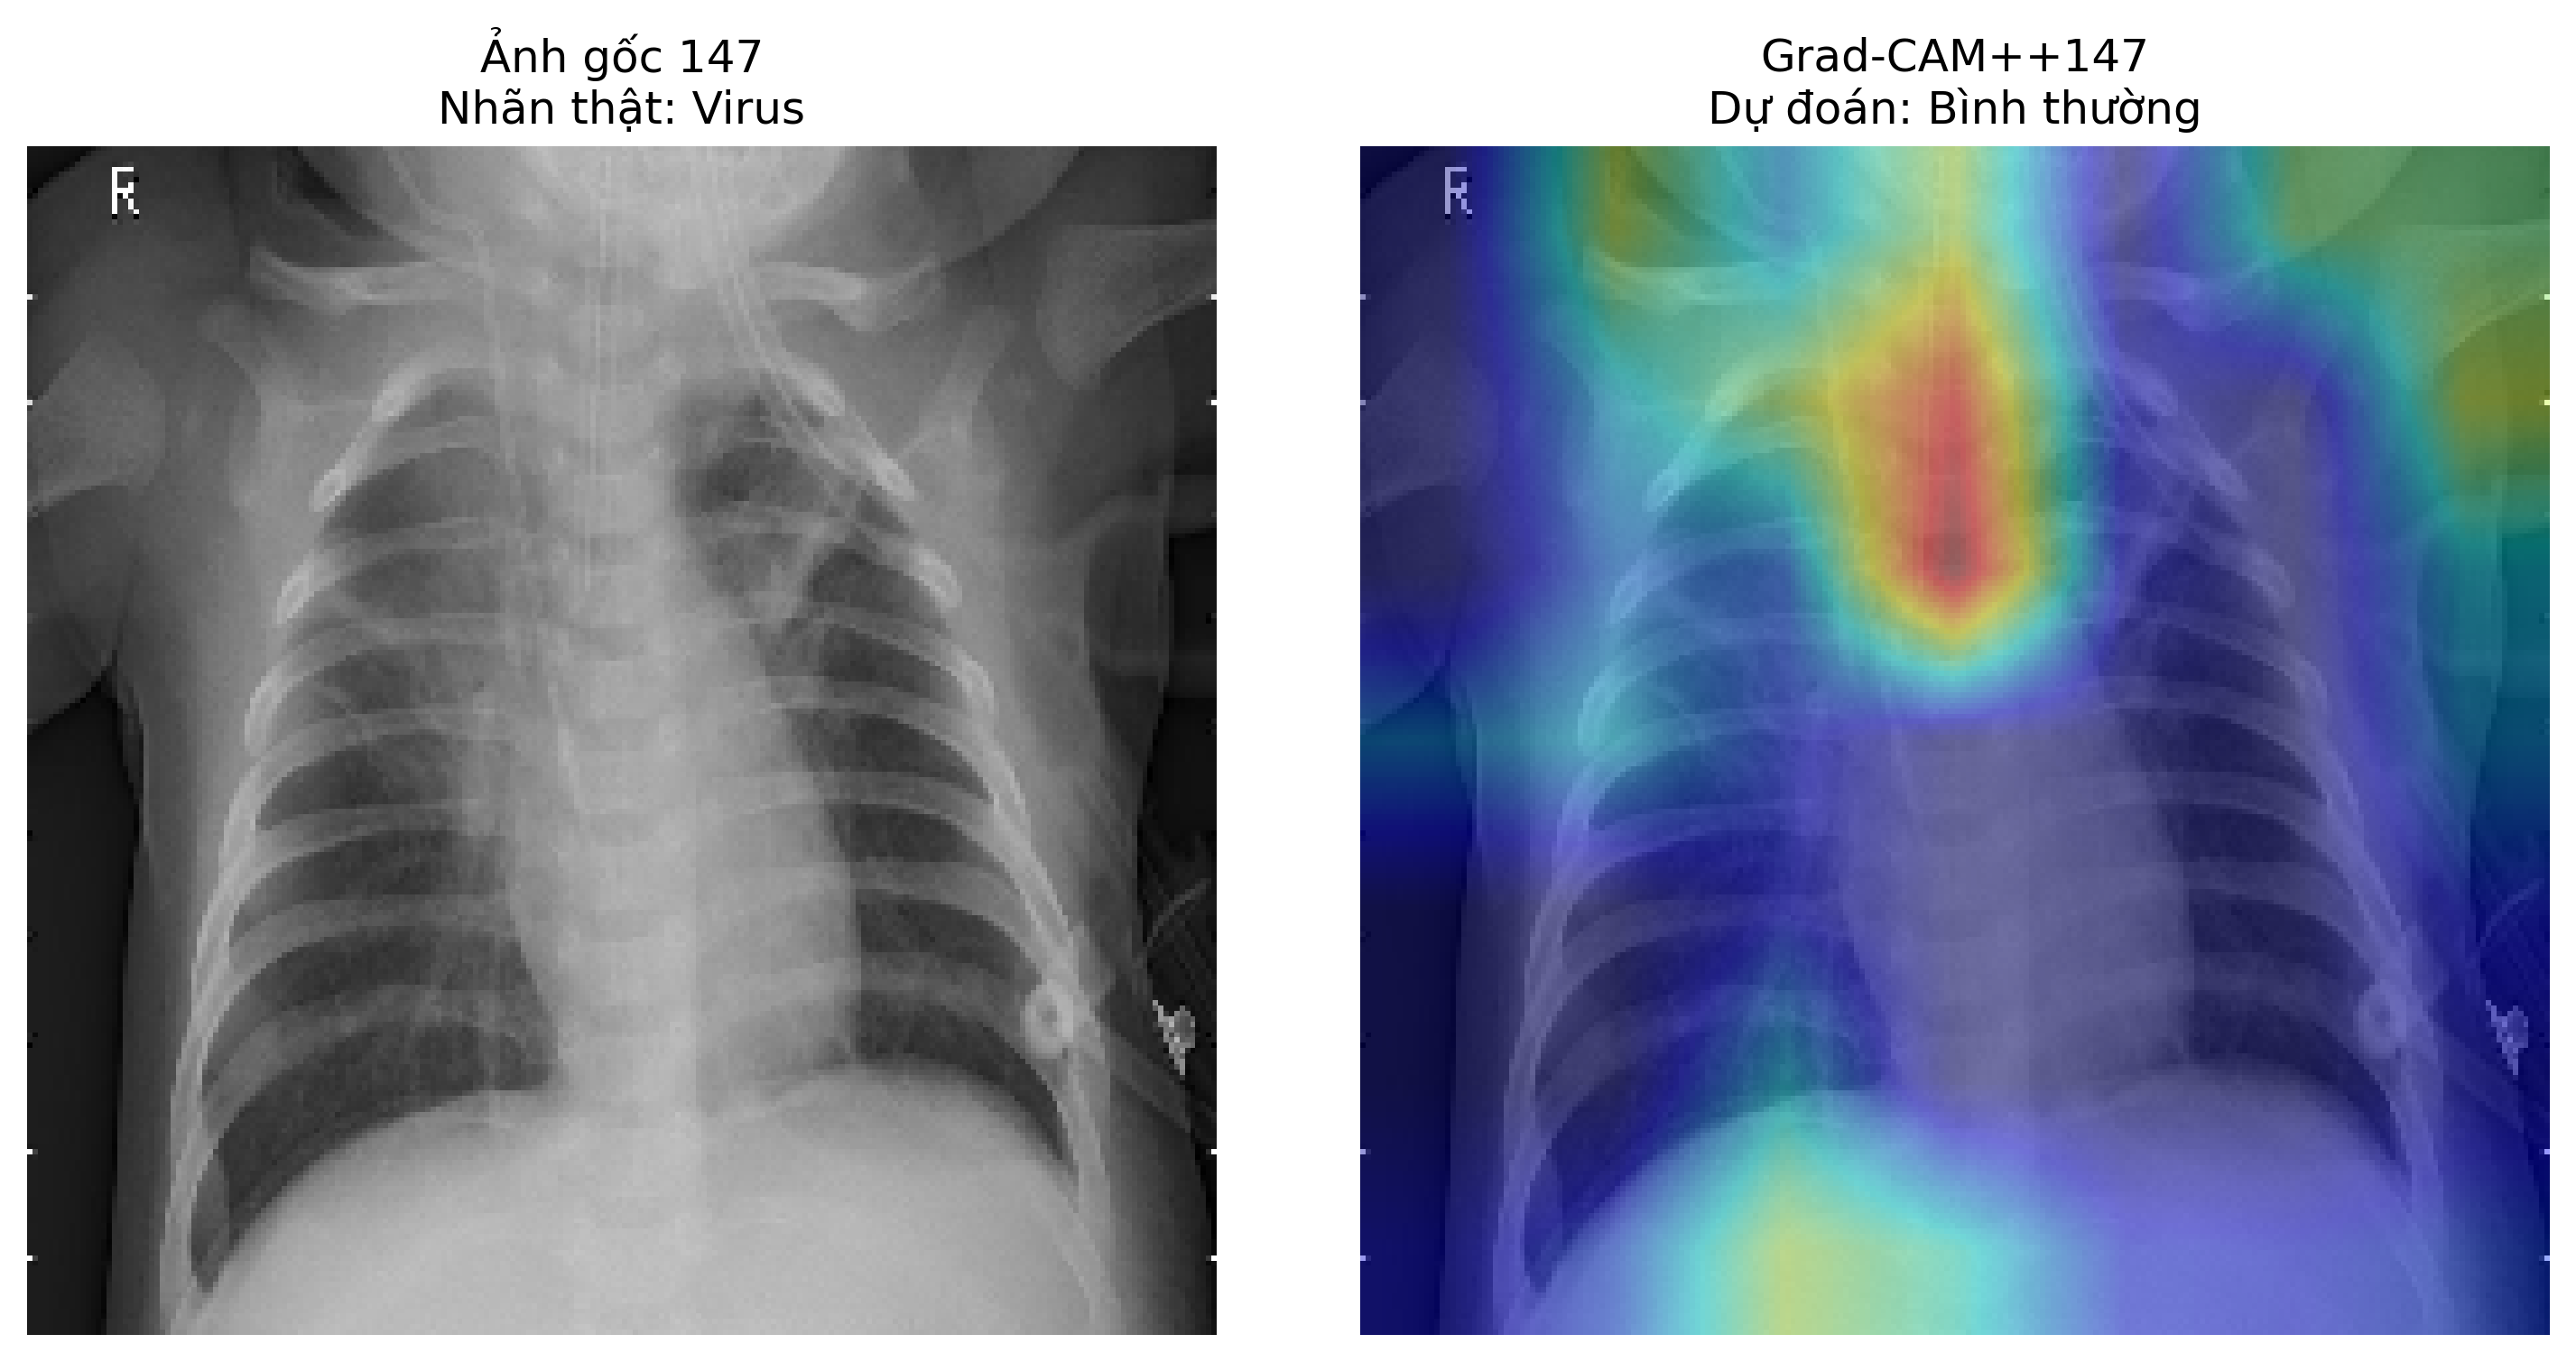 Ảnh gốc 147
Nhãn thật: Virus
Grad-CAM++147
Dự đoán: Bình thường
R
R